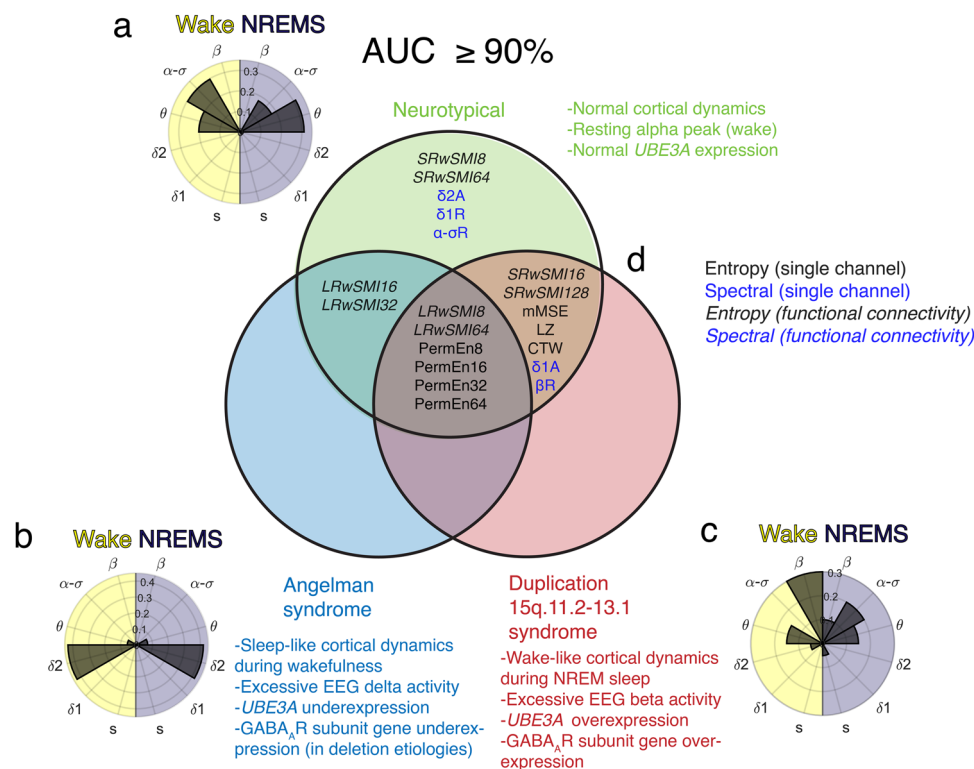 a
Wake NREMS
AUC ≥ 90%
β β
α-σ α-σ
0.3
0.2
0.1
θ θ
δ2 δ2
δ1 δ1
s s
Neurotypical
-Normal cortical dynamics
-Resting alpha peak (wake)
-Normal UBE3A expression
SRwSMI8
SRwSMI64
δ2A
δ1R
α-σR
LRwSMI16
LRwSMI32
LRwSMI8
LRwSMI64
PermEn8
PermEn16
PermEn32
PermEn64
SRwSMI16
SRwSMI128
mMSE
LZ
CTW
δ1A
βR
d
Entropy (single channel)
Spectral (single channel)
Entropy (functional connectivity)
Spectral (functional connectivity)
b
Wake NREMS
β β
α-σ α-σ
0.4
0.3
0.2
0.1
0
θ θ
δ2 δ2
δ1 δ1
s s
Angelman
syndrome
-Sleep-like cortical dynamics
during wakefulness
-Excessive EEG delta activity
-UBE3A underexpression
-GABAAR subunit gene underex-
pression (in deletion etiologies)
Duplication
15q.11.2-13.1
syndrome
-Wake-like cortical dynamics
during NREM sleep
-Excessive EEG beta activity
-UBE3A overexpression
-GABAAR subunit gene over-
expression
c
Wake NREMS
β β
α-σ α-σ
0.3
0.2
0.1
θ θ
δ2 δ2
δ1 δ1
s s